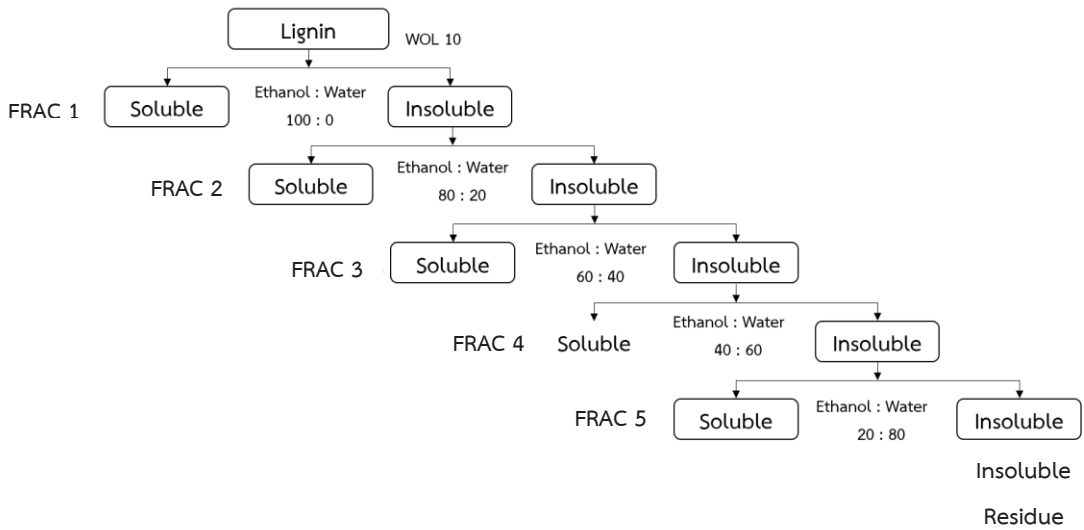 Lignin
WOL 10
FRAC 1
Soluble
Ethanol : Water
100 : 0
Insoluble
FRAC 2
Soluble
Ethanol : Water
80 : 20
Insoluble
FRAC 3
Soluble
Ethanol : Water
60 : 40
Insoluble
FRAC 4
Soluble
Ethanol : Water
40 : 60
Insoluble
FRAC 5
Soluble
Ethanol : Water
20 : 80
Insoluble
Insoluble
Residue